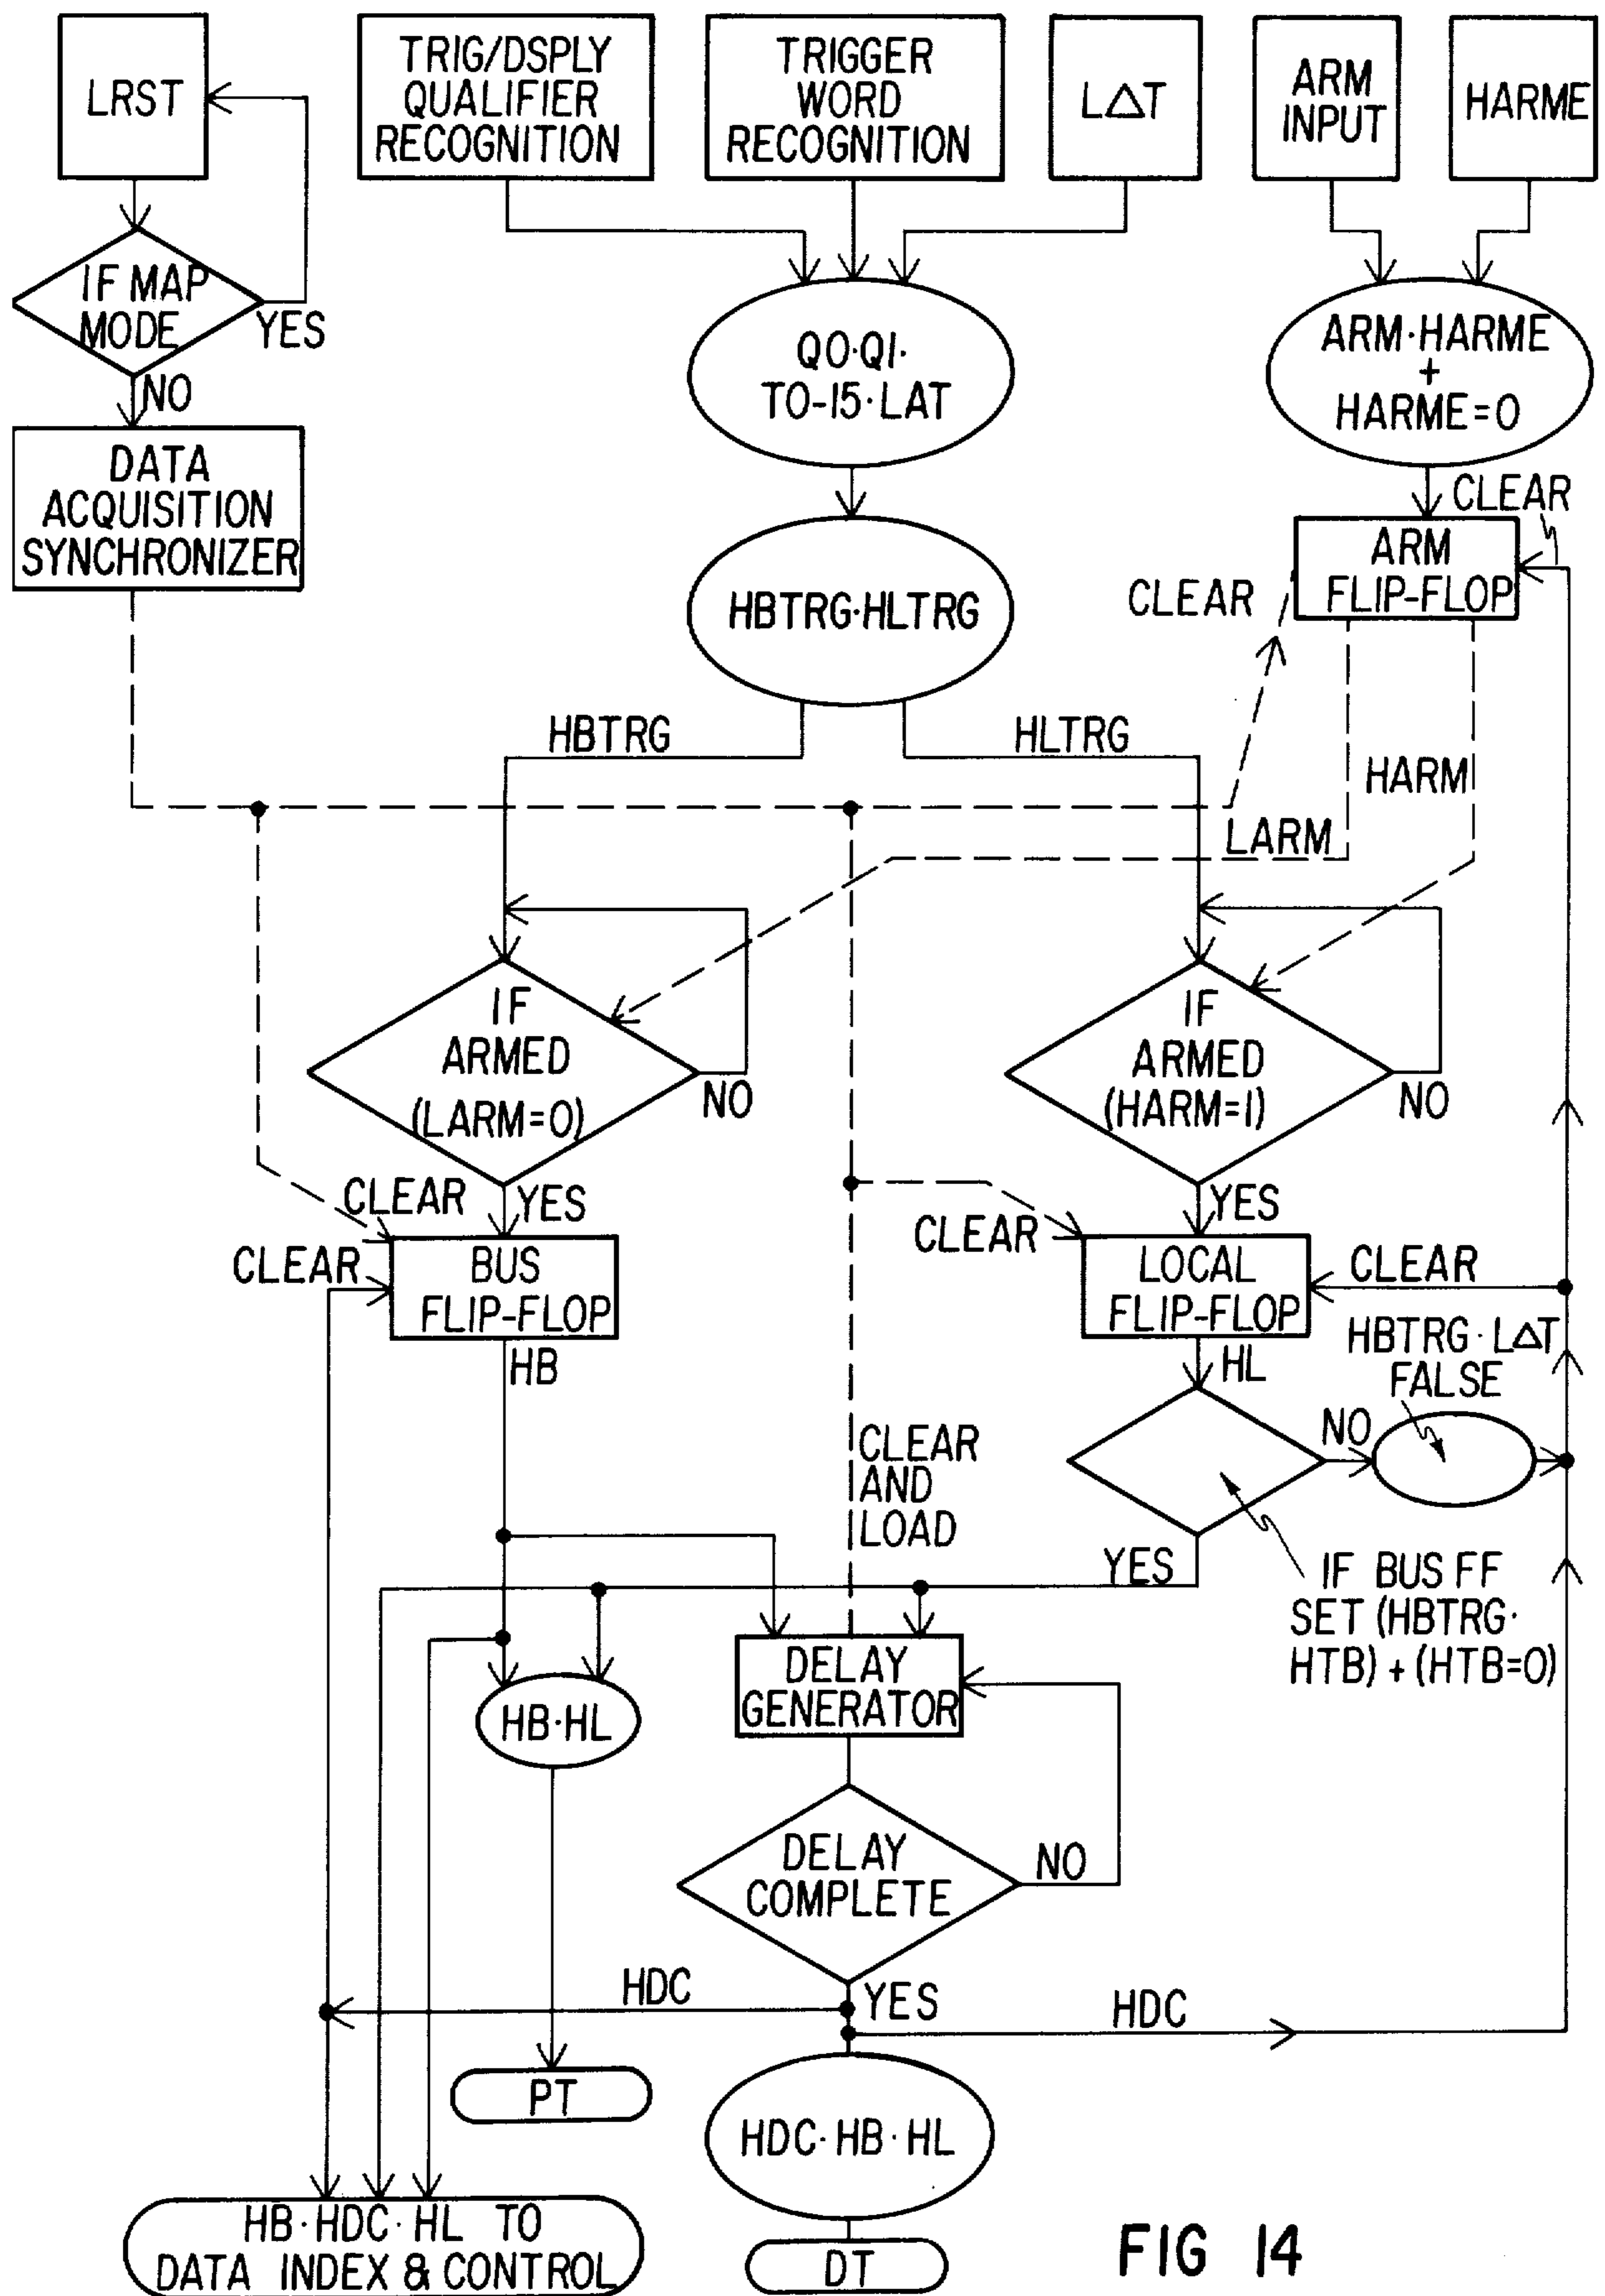 LRST
TRIG/DSPLY
QUALIFIER
RECOGNITION
TRIGGER
WORD
RECOGNITION
L△T
ARM
INPUT
HARME
IF MAP
MODE
YES
NO
DATA
ACQUISITION
SYNCHRONIZER
Q0·Q1·
TO-15·LAT
ARM·HARME
+
HARME=0
CLEAR
ARM
FLIP-FLOP
CLEAR
HBTRG·HLTRG
HBTRG
HLTRG
HARM
LARM
IF
ARMED
(LARM=0)
NO
YES
IF
ARMED
(HARM=1)
NO
YES
CLEAR
CLEAR
BUS
FLIP-FLOP
HB
CLEAR
LOCAL
FLIP-FLOP
CLEAR
HL
HBTRG·L△T
FALSE
NO
CLEAR
AND
LOAD
YES
IF BUS FF
SET (HBTRG·
HTB) + (HTB=0)
HB·HL
DELAY
GENERATOR
DELAY
COMPLETE
NO
YES
HDC
HDC
PT
HDC·HB·HL
HB·HDC·HL TO
DATA INDEX & CONTROL
DT
FIG 14